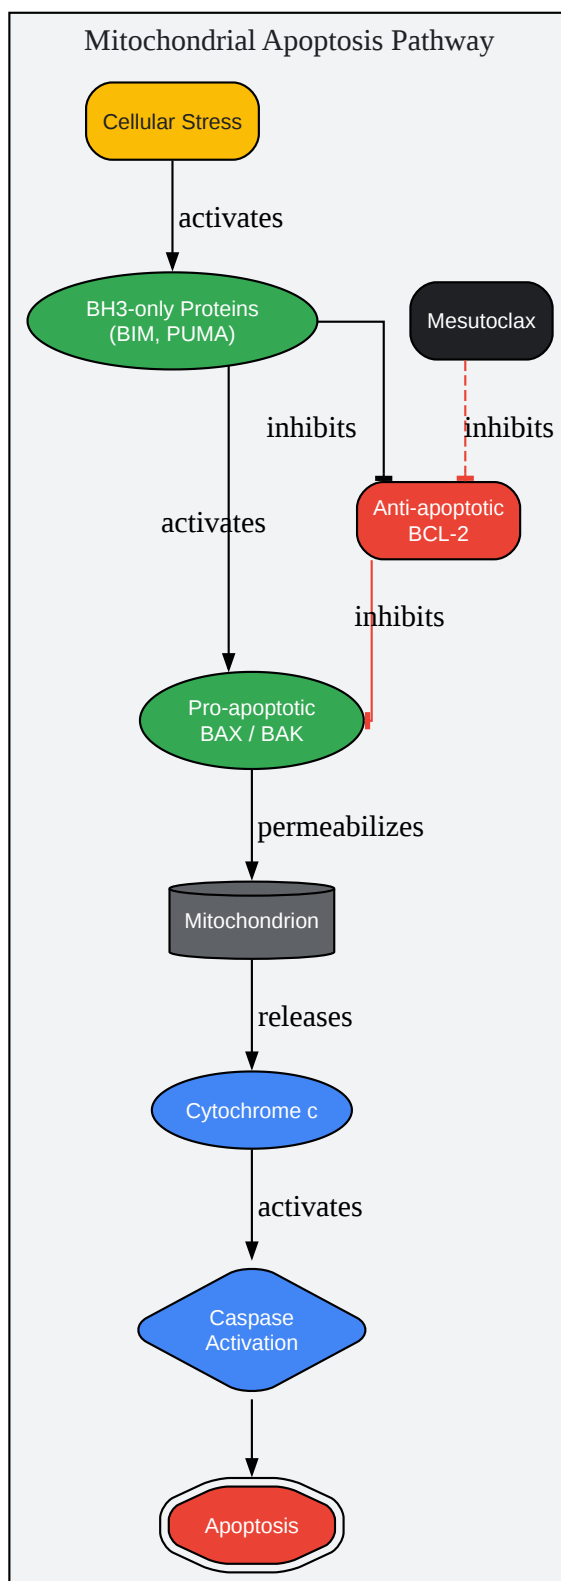 Mitochondrial Apoptosis Pathway
Cellular Stress
activates
BH3-only Proteins
(BIM, PUMA)
Mesutoclax
inhibits
inhibits
Anti-apoptotic
BCL-2
activates
inhibits
Pro-apoptotic
BAX / BAK
permeabilizes
Mitochondrion
releases
Cytochrome c
activates
Caspase
Activation
Apoptosis